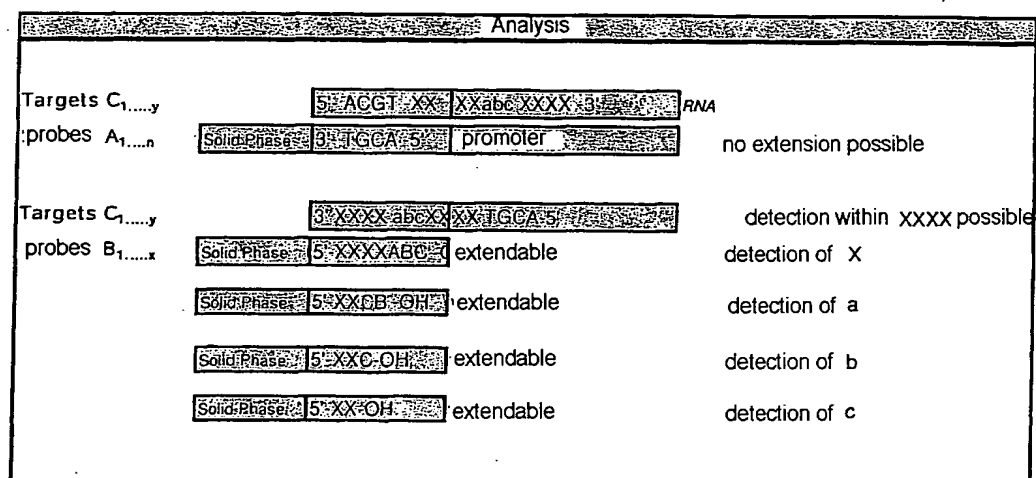 Analysis
Targets C1.....y 5' ACGT XX XXabc XXXX 3' RNA
probes A1....n Solid Phase 3' TGCA 5' promoter no extension possible
Targets C1.....y 3' XXXX abcXX XX TGCA 5' detection within XXXX possible
probes B1.....x Solid Phase 5' XXXXABC extendable detection of X
Solid Phase 5' XXCB-OH extendable detection of a
Solid Phase 5' XXC-OH extendable detection of b
Solid Phase 5' XX-OH extendable detection of c